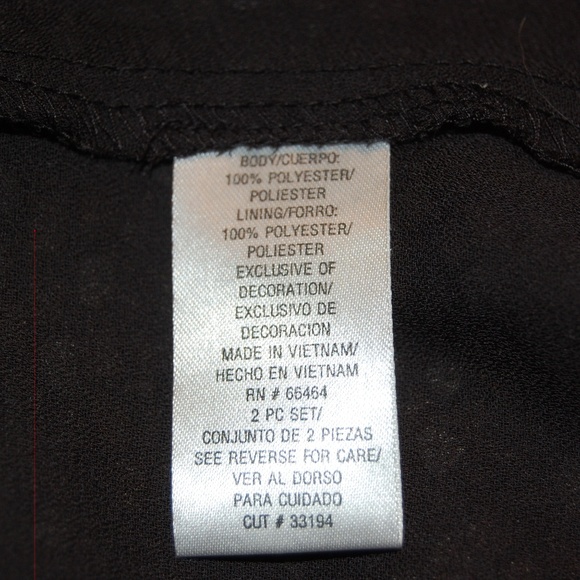 BODY/CUERPO:
100% POLYESTER/
POLIESTER
LINING/FORRO:
100% POLYESTER/
POLIESTER
EXCLUSIVE OF
DECORATION/
EXCLUSIVO DE
DECORACION
MADE IN VIETNAM/
HECHO EN VIETNAM
RN # 66464
2 PC SET/
CONJUNTO DE 2 PIEZAS
SEE REVERSE FOR CARE/
VER AL DORSO
PARA CUIDADO
CUT # 33194